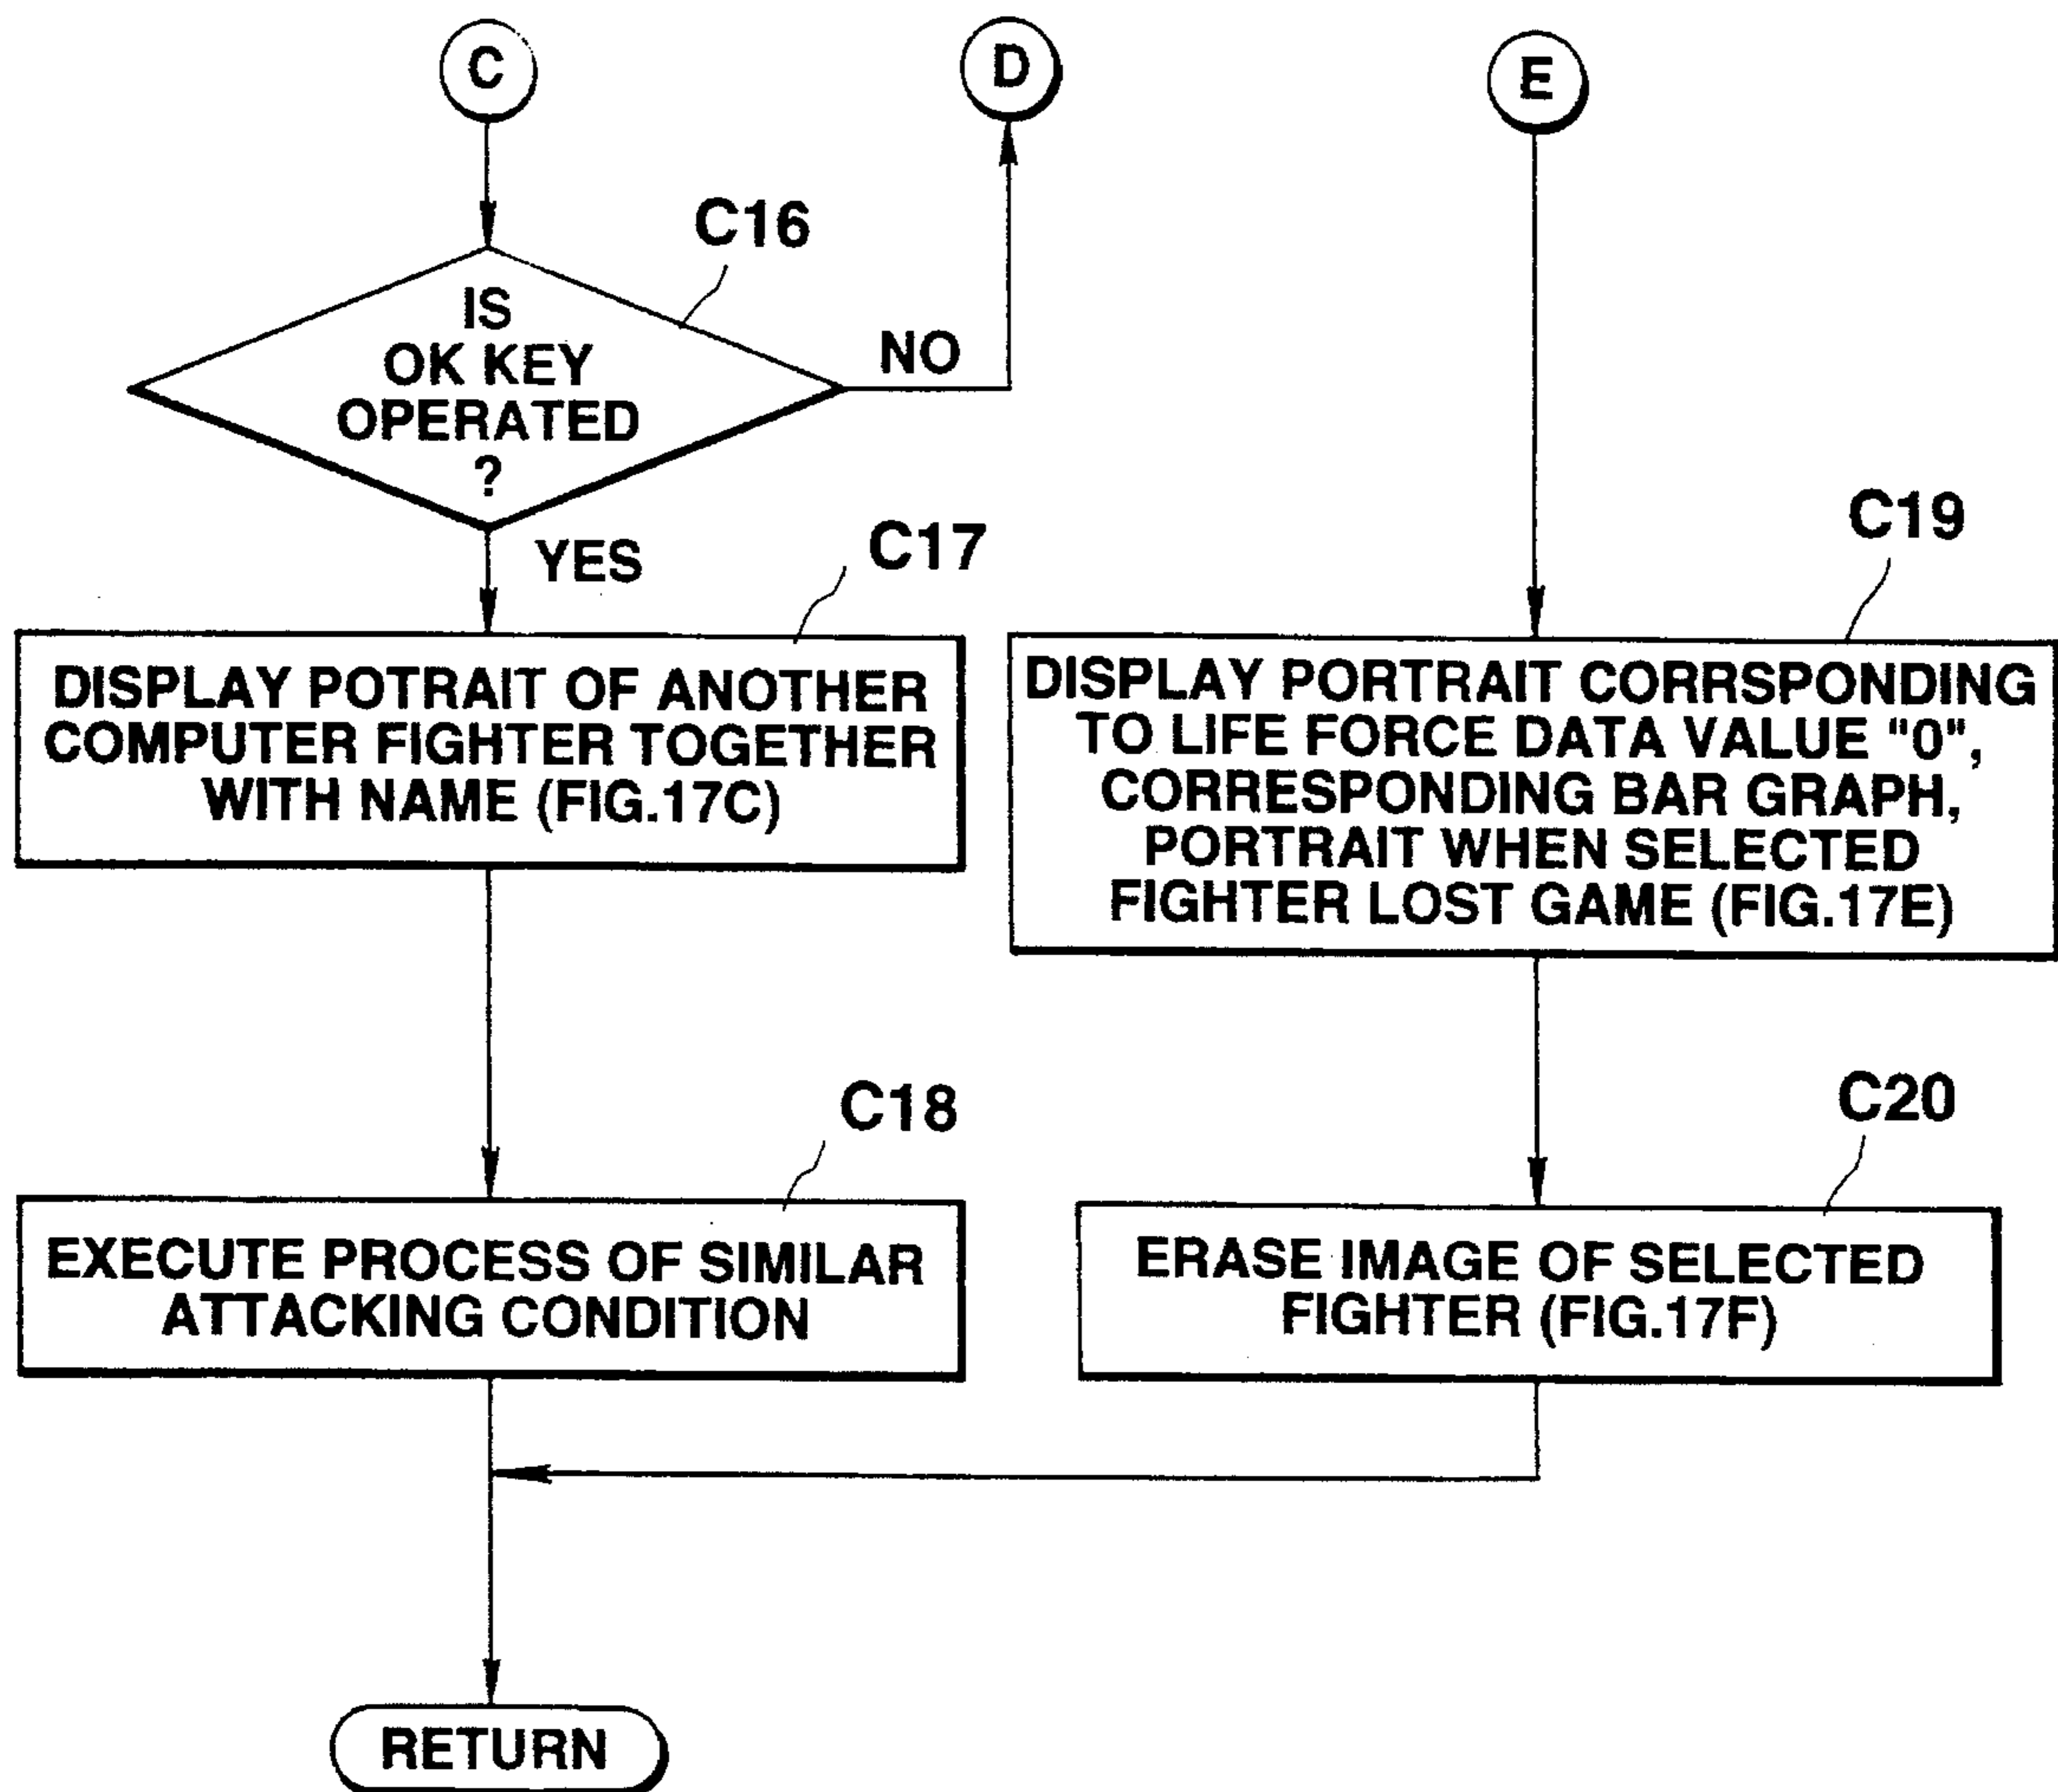 C
D
E
C16
IS
OK KEY
OPERATED
?
NO
YES
C17
DISPLAY POTRAIT OF ANOTHER
COMPUTER FIGHTER TOGETHER
WITH NAME (FIG.17C)
C19
DISPLAY PORTRAIT CORRSPONDING
TO LIFE FORCE DATA VALUE "0",
CORRESPONDING BAR GRAPH,
PORTRAIT WHEN SELECTED
FIGHTER LOST GAME (FIG.17E)
C18
EXECUTE PROCESS OF SIMILAR
ATTACKING CONDITION
C20
ERASE IMAGE OF SELECTED
FIGHTER (FIG.17F)
RETURN